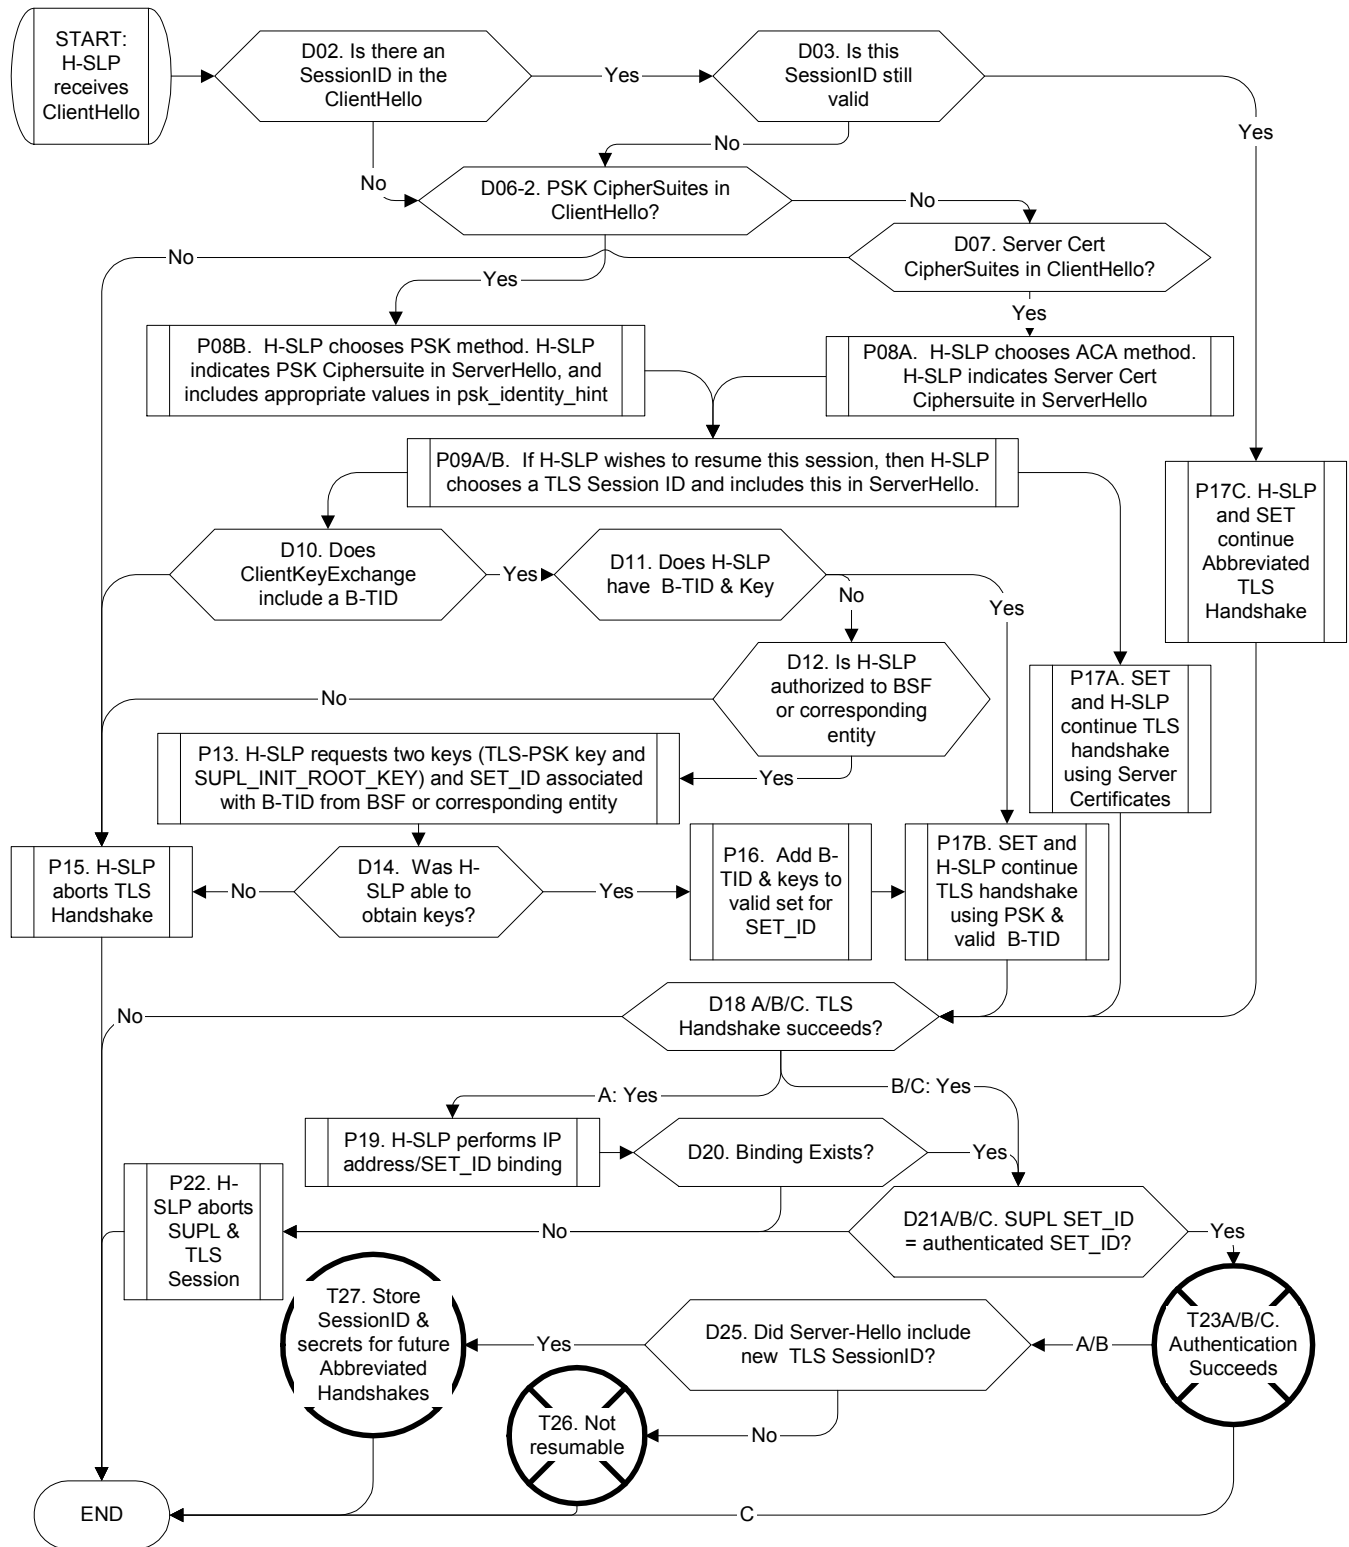 START:
H-SLP
receives
ClientHello
D02. Is there an
SessionID in the
ClientHello
Yes
D03. Is this
SessionID still
valid
Yes
No
No
D06-2. PSK CipherSuites in
ClientHello?
No
D07. Server Cert
CipherSuites in ClientHello?
No
Yes
Yes
P08B. H-SLP chooses PSK method. H-SLP
indicates PSK Ciphersuite in ServerHello, and
includes appropriate values in psk_identity_hint
P08A. H-SLP chooses ACA method.
H-SLP indicates Server Cert
Ciphersuite in ServerHello
P09A/B. If H-SLP wishes to resume this session, then H-SLP
chooses a TLS Session ID and includes this in ServerHello.
P17C. H-SLP
and SET
continue
Abbreviated
TLS
Handshake
D10. Does
ClientKeyExchange
include a B-TID
Yes
D11. Does H-SLP
have B-TID & Key
No
Yes
D12. Is H-SLP
authorized to BSF
or corresponding
entity
No
Yes
P17A. SET
and H-SLP
continue TLS
handshake
using Server
Certificates
P13. H-SLP requests two keys (TLS-PSK key and
SUPL_INIT_ROOT_KEY) and SET_ID associated
with B-TID from BSF or corresponding entity
P15. H-SLP
aborts TLS
Handshake
No
D14. Was H-
SLP able to
obtain keys?
Yes
P16. Add B-
TID & keys to
valid set for
SET_ID
P17B. SET and
H-SLP continue
TLS handshake
using PSK &
valid B-TID
D18 A/B/C. TLS
Handshake succeeds?
No
A: Yes
B/C: Yes
P19. H-SLP performs IP
address/SET_ID binding
D20. Binding Exists?
Yes
P22. H-
SLP aborts
SUPL &
TLS
Session
No
D21A/B/C. SUPL SET_ID
= authenticated SET_ID?
Yes
T27. Store
SessionID &
secrets for future
Abbreviated
Handshakes
Yes
D25. Did Server-Hello include
new TLS SessionID?
A/B
T23A/B/C.
Authentication
Succeeds
T26. Not
resumable
No
END
C